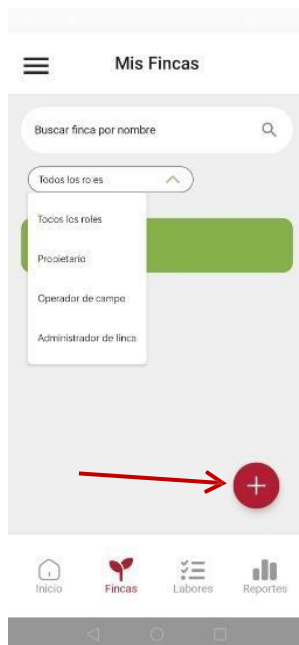 Mis Fincas
Buscar finca por nombre
Todos los roles
Todos los roles
Propietario
Operador de campo
Administrador de finca
Inicio
Fincas
Labores
Reportes